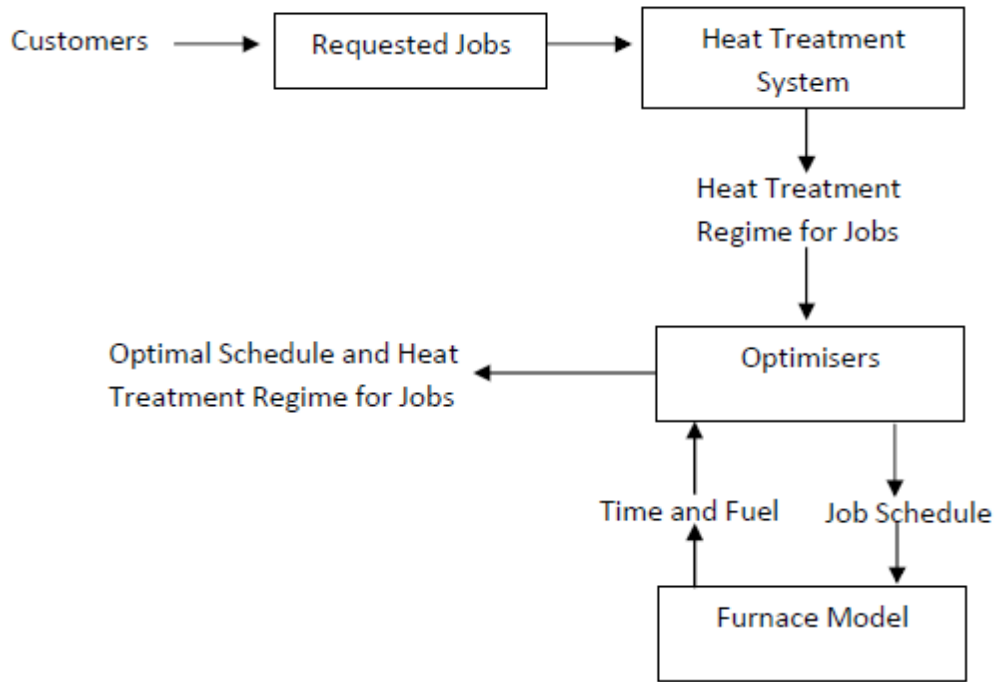 Customers
Requested Jobs
Heat Treatment
System
Heat Treatment
Regime for Jobs
Optimisers
Optimal Schedule and Heat
Treatment Regime for Jobs
Time and Fuel
Job Schedule
Furnace Model